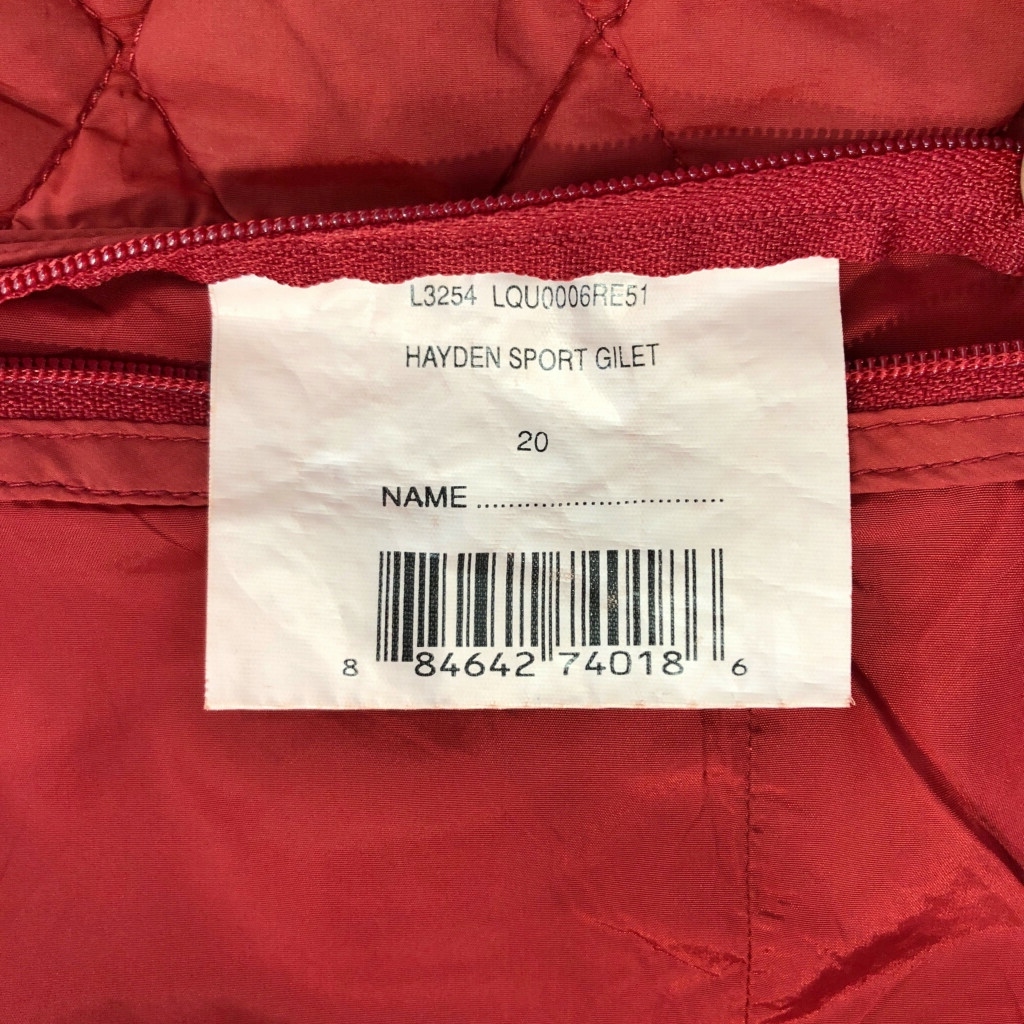 L3254 LQU0006RE51
HAYDEN SPORT GILET
20
NAME ............................
8 84642 74018 6